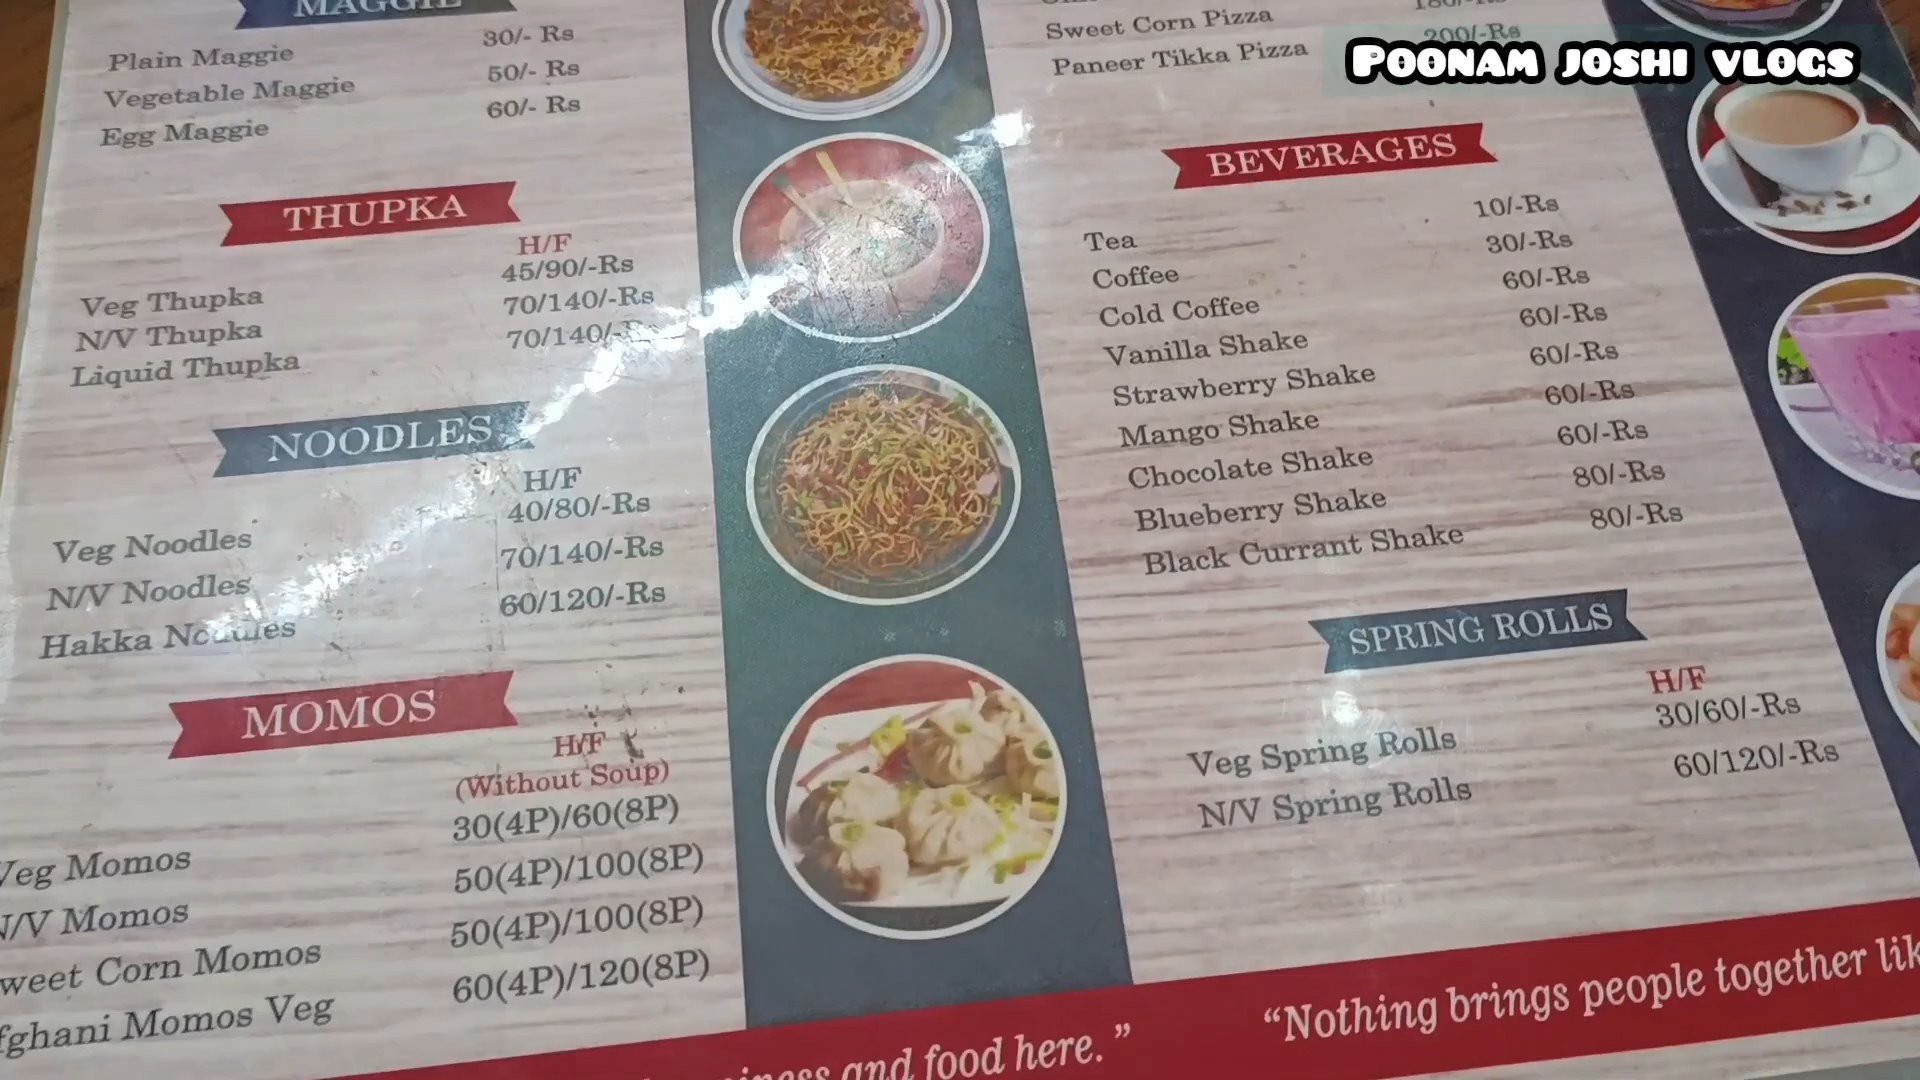 MAGGIE
Plain Maggie 30/- Rs
Vegetable Maggie 50/- Rs
Egg Maggie 60/- Rs
THUPKA
H/F
Veg Thupka 45/90/-Rs
N/V Thupka 70/140/-Rs
Liquid Thupka 70/140/-
NOODLES
H/F
Veg Noodles 40/80/-Rs
N/V Noodles 70/140/-Rs
Hakka Noodles 60/120/-Rs
MOMOS
H/F
(Without Soup)
Veg Momos 30(4P)/60(8P)
N/V Momos 50(4P)/100(8P)
weet Corn Momos 50(4P)/100(8P)
fghani Momos Veg 60(4P)/120(8P)
and food here. ”
Sweet Corn Pizza 180/-Rs
Paneer Tikka Pizza 200/-Rs
POONAM JOSHI VLOGS
BEVERAGES
Tea 10/-Rs
Coffee 30/-Rs
Cold Coffee 60/-Rs
Vanilla Shake 60/-Rs
Strawberry Shake 60/-Rs
Mango Shake 60/-Rs
Chocolate Shake 60/-Rs
Blueberry Shake 80/-Rs
Black Currant Shake 80/-Rs
SPRING ROLLS
H/F
Veg Spring Rolls 30/60/-Rs
N/V Spring Rolls 60/120/-Rs
“Nothing brings people together lik